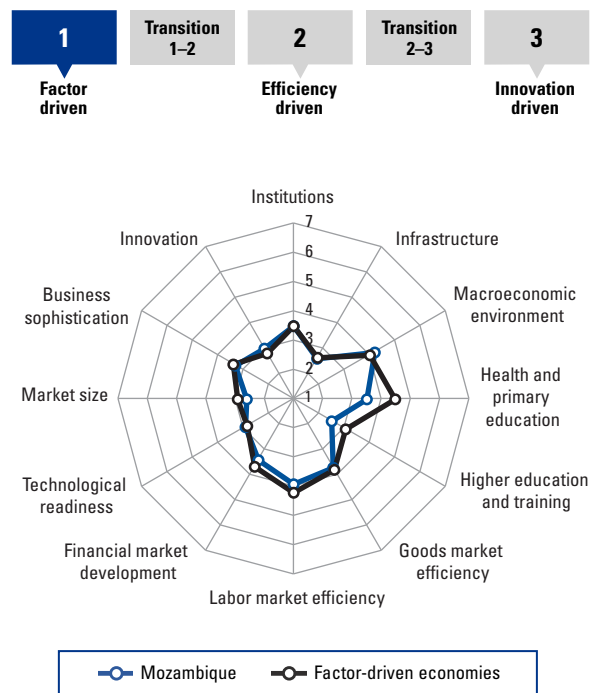 1
Transition
1–2
2
Transition
2–3
3
Factor
driven
Efficiency
driven
Innovation
driven
Institutions
7
Innovation
Infrastructure
6
5
Business
sophistication
Macroeconomic
environment
4
3
2
Market size
1
Health and
primary
education
Technological
readiness
Higher education
and training
Financial market
development
Goods market
efficiency
Labor market efficiency
Mozambique
Factor-driven economies